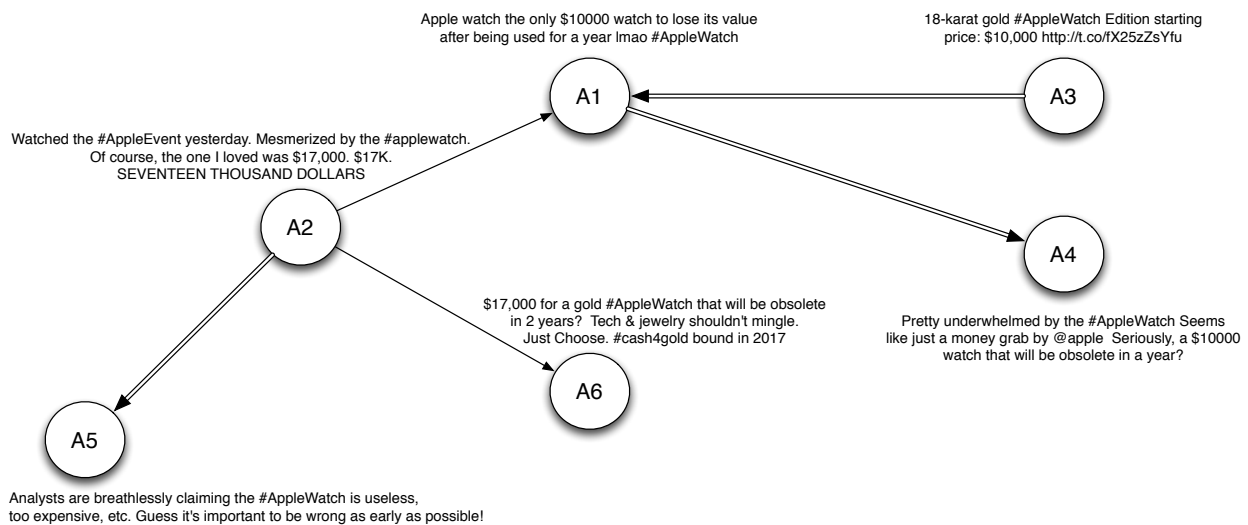 Apple watch the only $10000 watch to lose its value
after being used for a year lmao #AppleWatch
18-karat gold #AppleWatch Edition starting
price: $10,000 http://t.co/fX25zZsYfu
A1
A3
Watched the #AppleEvent yesterday. Mesmerized by the #applewatch.
Of course, the one I loved was $17,000. $17K.
SEVENTEEN THOUSAND DOLLARS
A2
A4
$17,000 for a gold #AppleWatch that will be obsolete
in 2 years? Tech & jewelry shouldn't mingle.
Just Choose. #cash4gold bound in 2017
Pretty underwhelmed by the #AppleWatch Seems
like just a money grab by @apple Seriously, a $10000
watch that will be obsolete in a year?
A6
A5
Analysts are breathlessly claiming the #AppleWatch is useless,
too expensive, etc. Guess it's important to be wrong as early as possible!